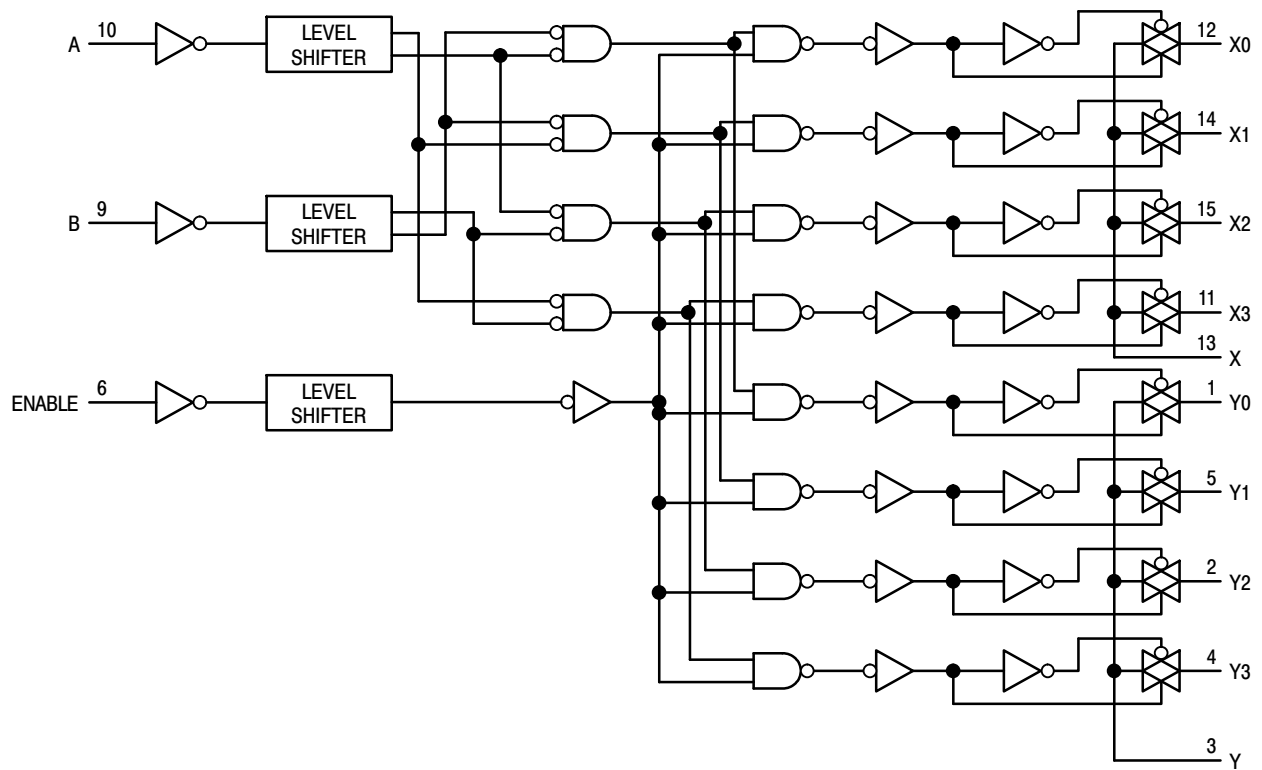 A 10
LEVEL
SHIFTER
12 X0
14 X1
B 9
LEVEL
SHIFTER
15 X2
11 X3
13 X
ENABLE 6
LEVEL
SHIFTER
1 Y0
5 Y1
2 Y2
4 Y3
3 Y